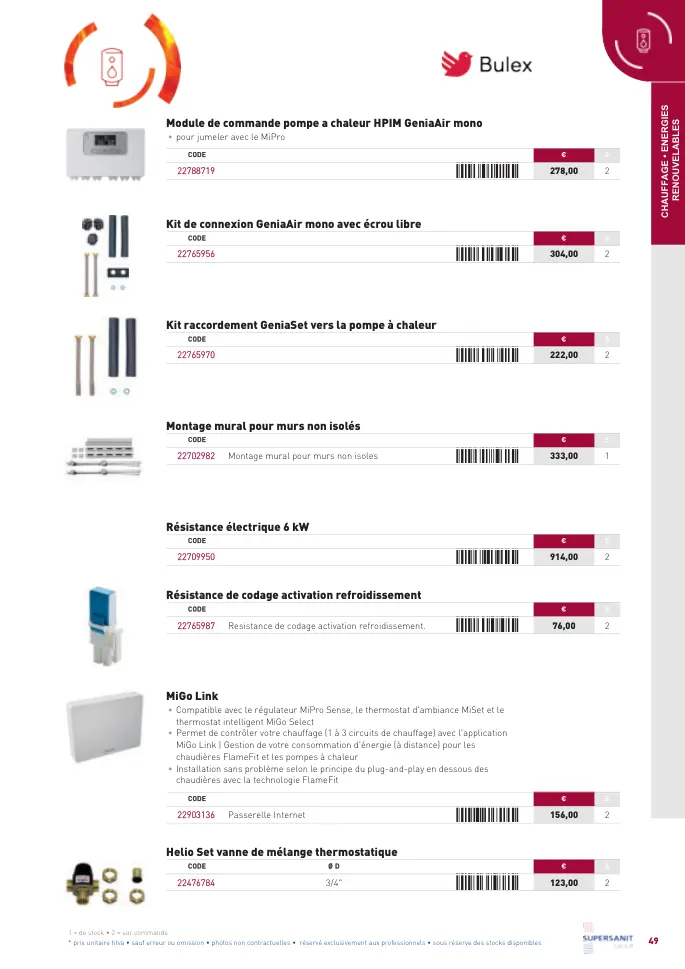 Bulex
CHAUFFAGE • ENERGIES
RENOUVELABLES
Module de commande pompe a chaleur HPIM GeniaAir mono
• pour jumeler avec le MiPro
CODE €
22788719 278,00 2
Kit de connexion GeniaAir mono avec écrou libre
CODE €
22765956 304,00 2
Kit raccordement GeniaSet vers la pompe à chaleur
CODE €
22765970 222,00 2
Montage mural pour murs non isolés
CODE €
22702982 Montage mural pour murs non isoles 333,00 1
Résistance électrique 6 kW
CODE €
22709950 914,00 2
Résistance de codage activation refroidissement
CODE €
22765987 Resistance de codage activation refroidissement. 76,00 2
MiGo Link
• Compatible avec le régulateur MiPro Sense, le thermostat d'ambiance MiSet et le
thermostat intelligent MiGo Select
• Permet de contrôler votre chauffage (1 à 3 circuits de chauffage) avec l'application
MiGo Link | Gestion de votre consommation d'énergie (à distance) pour les
chaudières FlameFit et les pompes à chaleur
• Installation sans problème selon le principe du plug-and-play en dessous des
chaudières avec la technologie FlameFit
CODE €
22903136 Passerelle Internet 156,00 2
Helio Set vanne de mélange thermostatique
CODE Ø D €
22476784 3/4" 123,00 2
1 = de stock • 2 = sur commande
* prix unitaire htva • sauf erreur ou omission • photos non contractuelles • réservé exclusivement aux professionnels • sous réserve des stocks disponibles
SUPERSANIT
GROUP
49